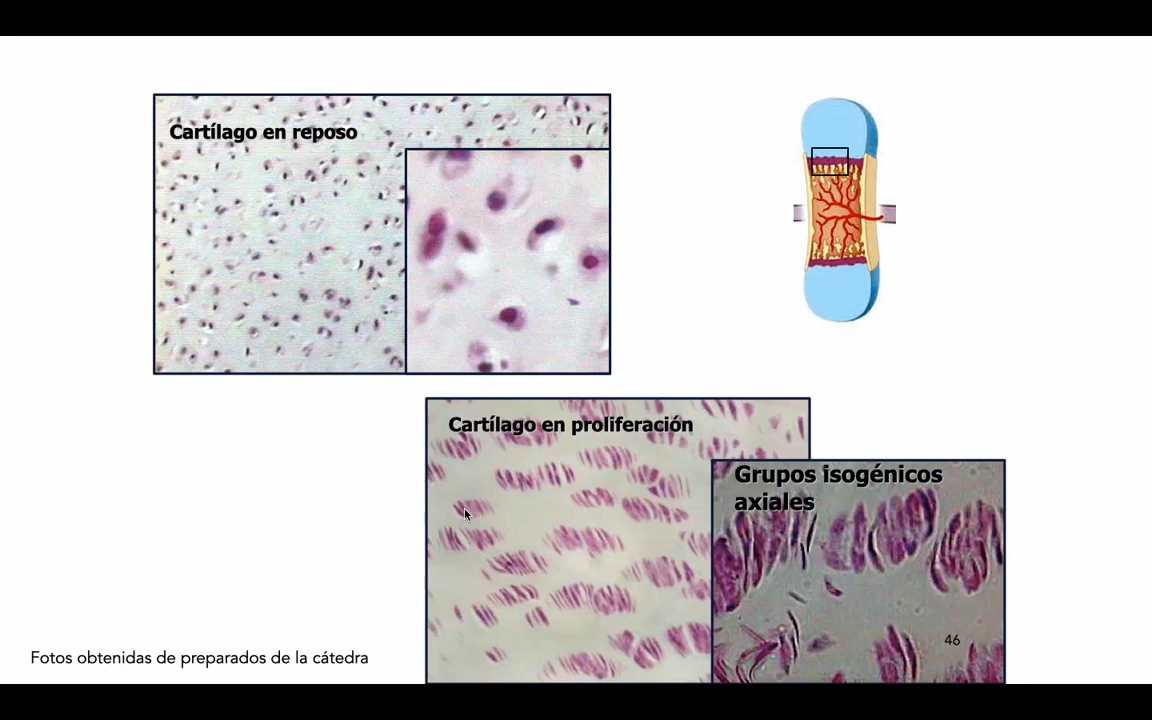 Cartílago en reposo
Cartílago en proliferación
Grupos isogénicos
axiales
46
Fotos obtenidas de preparados de la cátedra